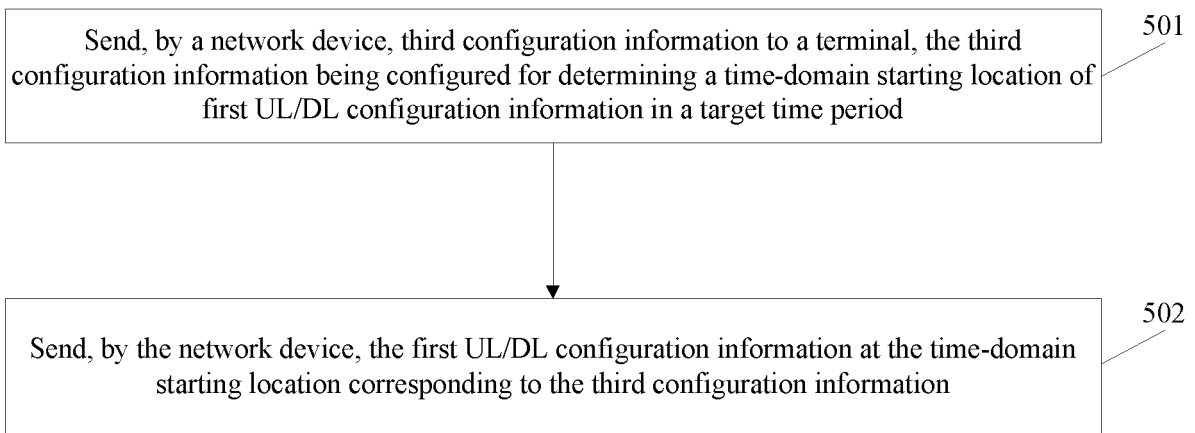 501
Send, by a network device, third configuration information to a terminal, the third
configuration information being configured for determining a time-domain starting location of
first UL/DL configuration information in a target time period
502
Send, by the network device, the first UL/DL configuration information at the time-domain
starting location corresponding to the third configuration information